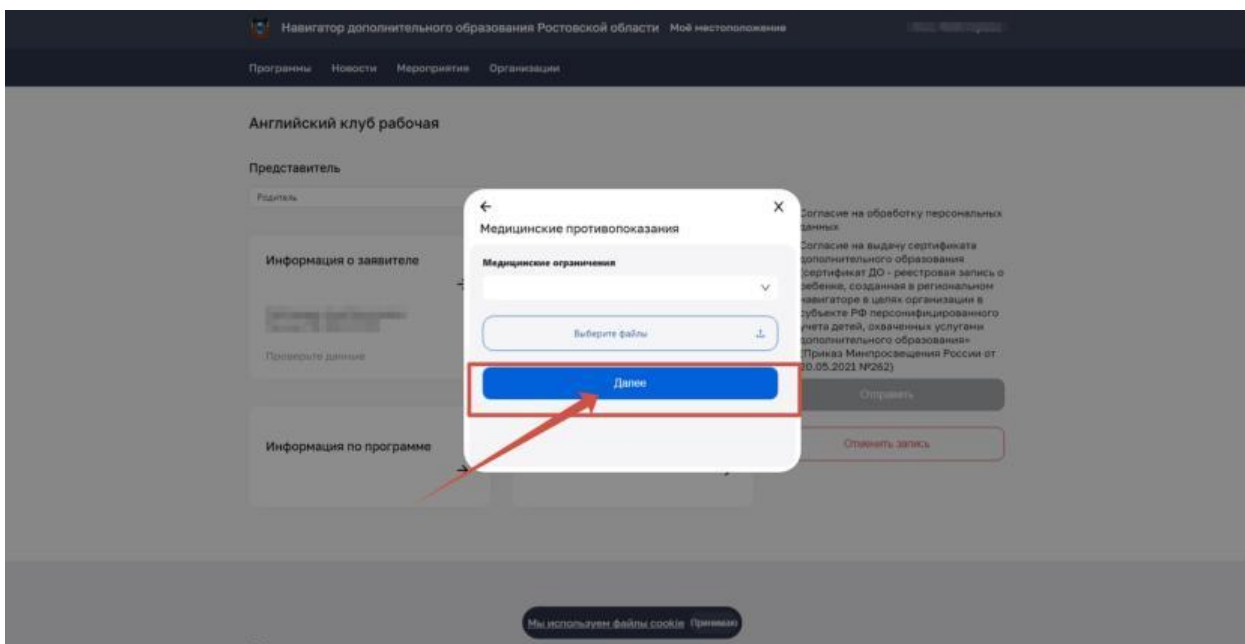 Навигатор дополнительного образования Ростовской области Моё местоположение
Программы Новости Мероприятия Организации
Английский клуб рабочая
Представитель
Родитель
Информация о заявителе
Проверьте данные
Информация по программе
Медицинские противопоказания
Медицинские ограничения
Выберите файлы
Далее
Согласие на обработку персональных
данных
Согласие на выдачу сертификата
дополнительного образования
(сертификат ДО - реестровая запись о
ребенке, созданная в региональном
навигаторе в целях организации в
субъекте РФ персонифицированного
учета детей, охваченных услугами
дополнительного образования»
(Приказ Минпросвещения России от
20.05.2021 №262)
Отправить
Отменить запись
Мы используем файлы cookie Принимаю